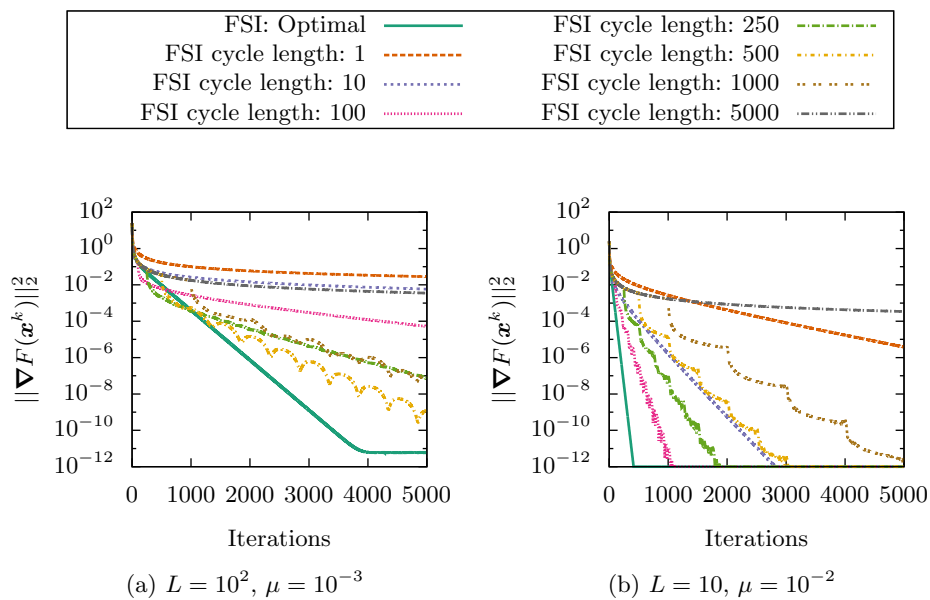 FSI: Optimal
FSI cycle length: 1
FSI cycle length: 10
FSI cycle length: 100
FSI cycle length: 250
FSI cycle length: 500
FSI cycle length: 1000
FSI cycle length: 5000
||∇F(x^k)||_2^2
10^2
10^0
10^−2
10^−4
10^−6
10^−8
10^−10
10^−12
0 1000 2000 3000 4000 5000
Iterations
(a) L = 10^2, μ = 10^−3
||∇F(x^k)||_2^2
10^2
10^0
10^−2
10^−4
10^−6
10^−8
10^−10
10^−12
0 1000 2000 3000 4000 5000
Iterations
(b) L = 10, μ = 10^−2